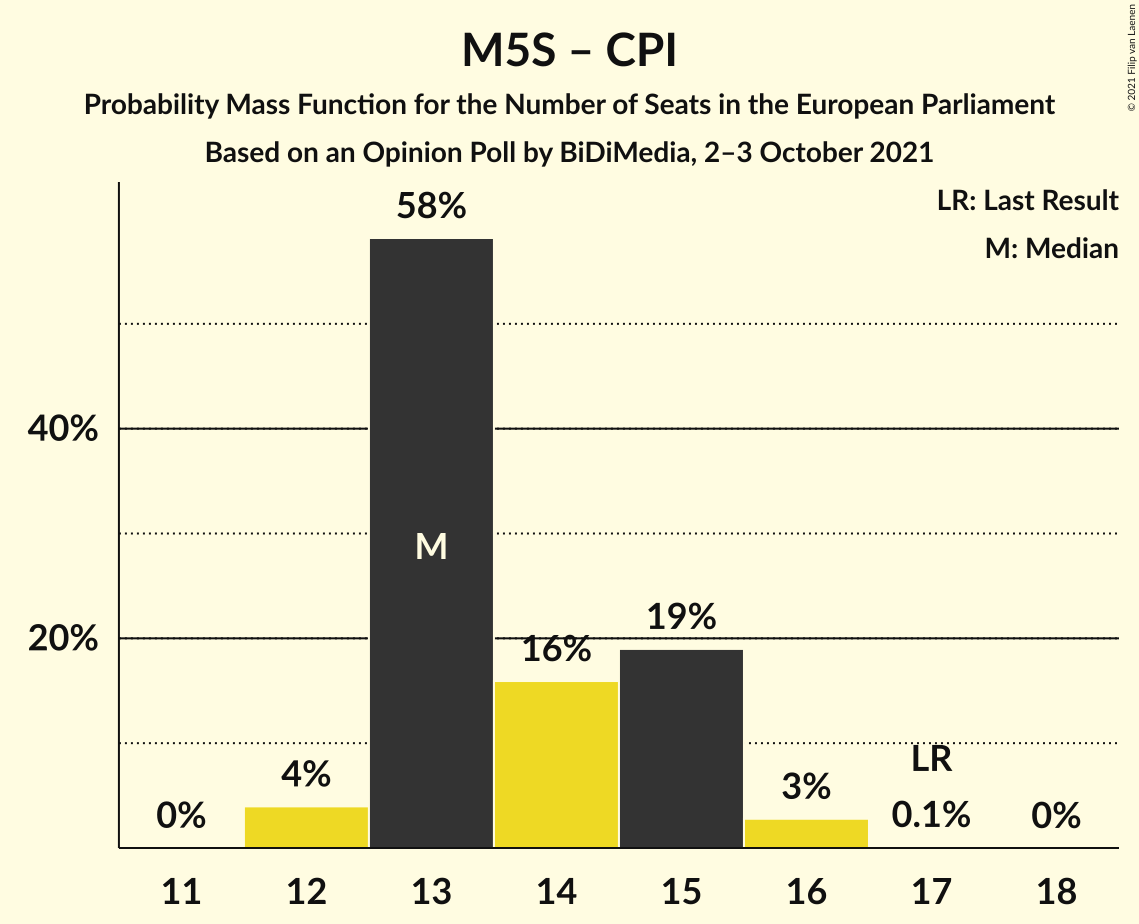 M5S – CPI
Probability Mass Function for the Number of Seats in the European Parliament
Based on an Opinion Poll by BiDiMedia, 2–3 October 2021
© 2021 Filip van Laenen
LR: Last Result
M: Median
58%
40%
M
19%
20%
16%
LR
4%
3%
0%
0.1%
0%
11 12 13 14 15 16 17 18